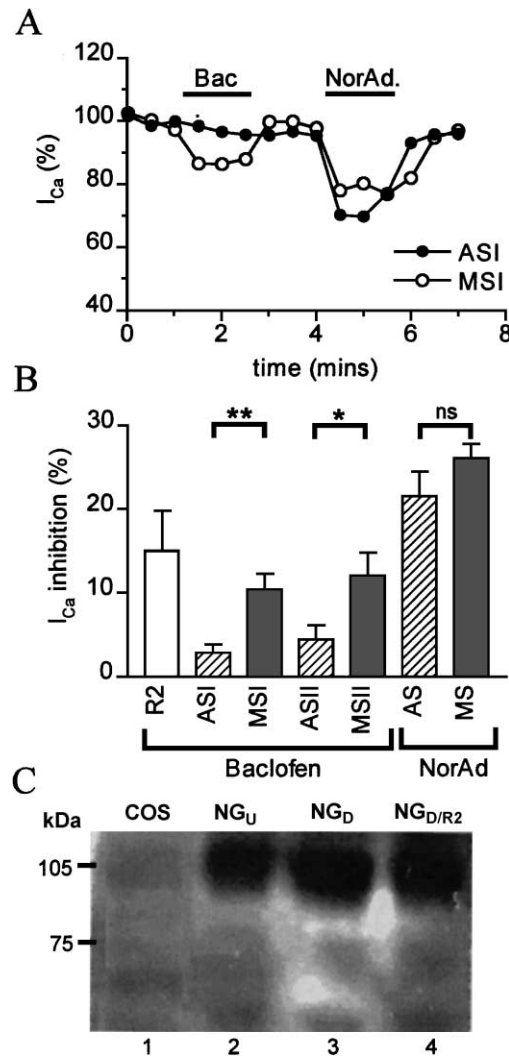 A
Bac
NorAd.
120
100
80
60
40
I_Ca (%)
ASI
MSI
0
2
4
6
8
time (mins)
B
30
20
10
0
I_Ca inhibition (%)
**
*
ns
R2
ASI
MSI
ASII
MSII
AS
MS
Baclofen
NorAd
C
kDa
COS
NG_U
NG_D
NG_D/R2
105
75
1
2
3
4